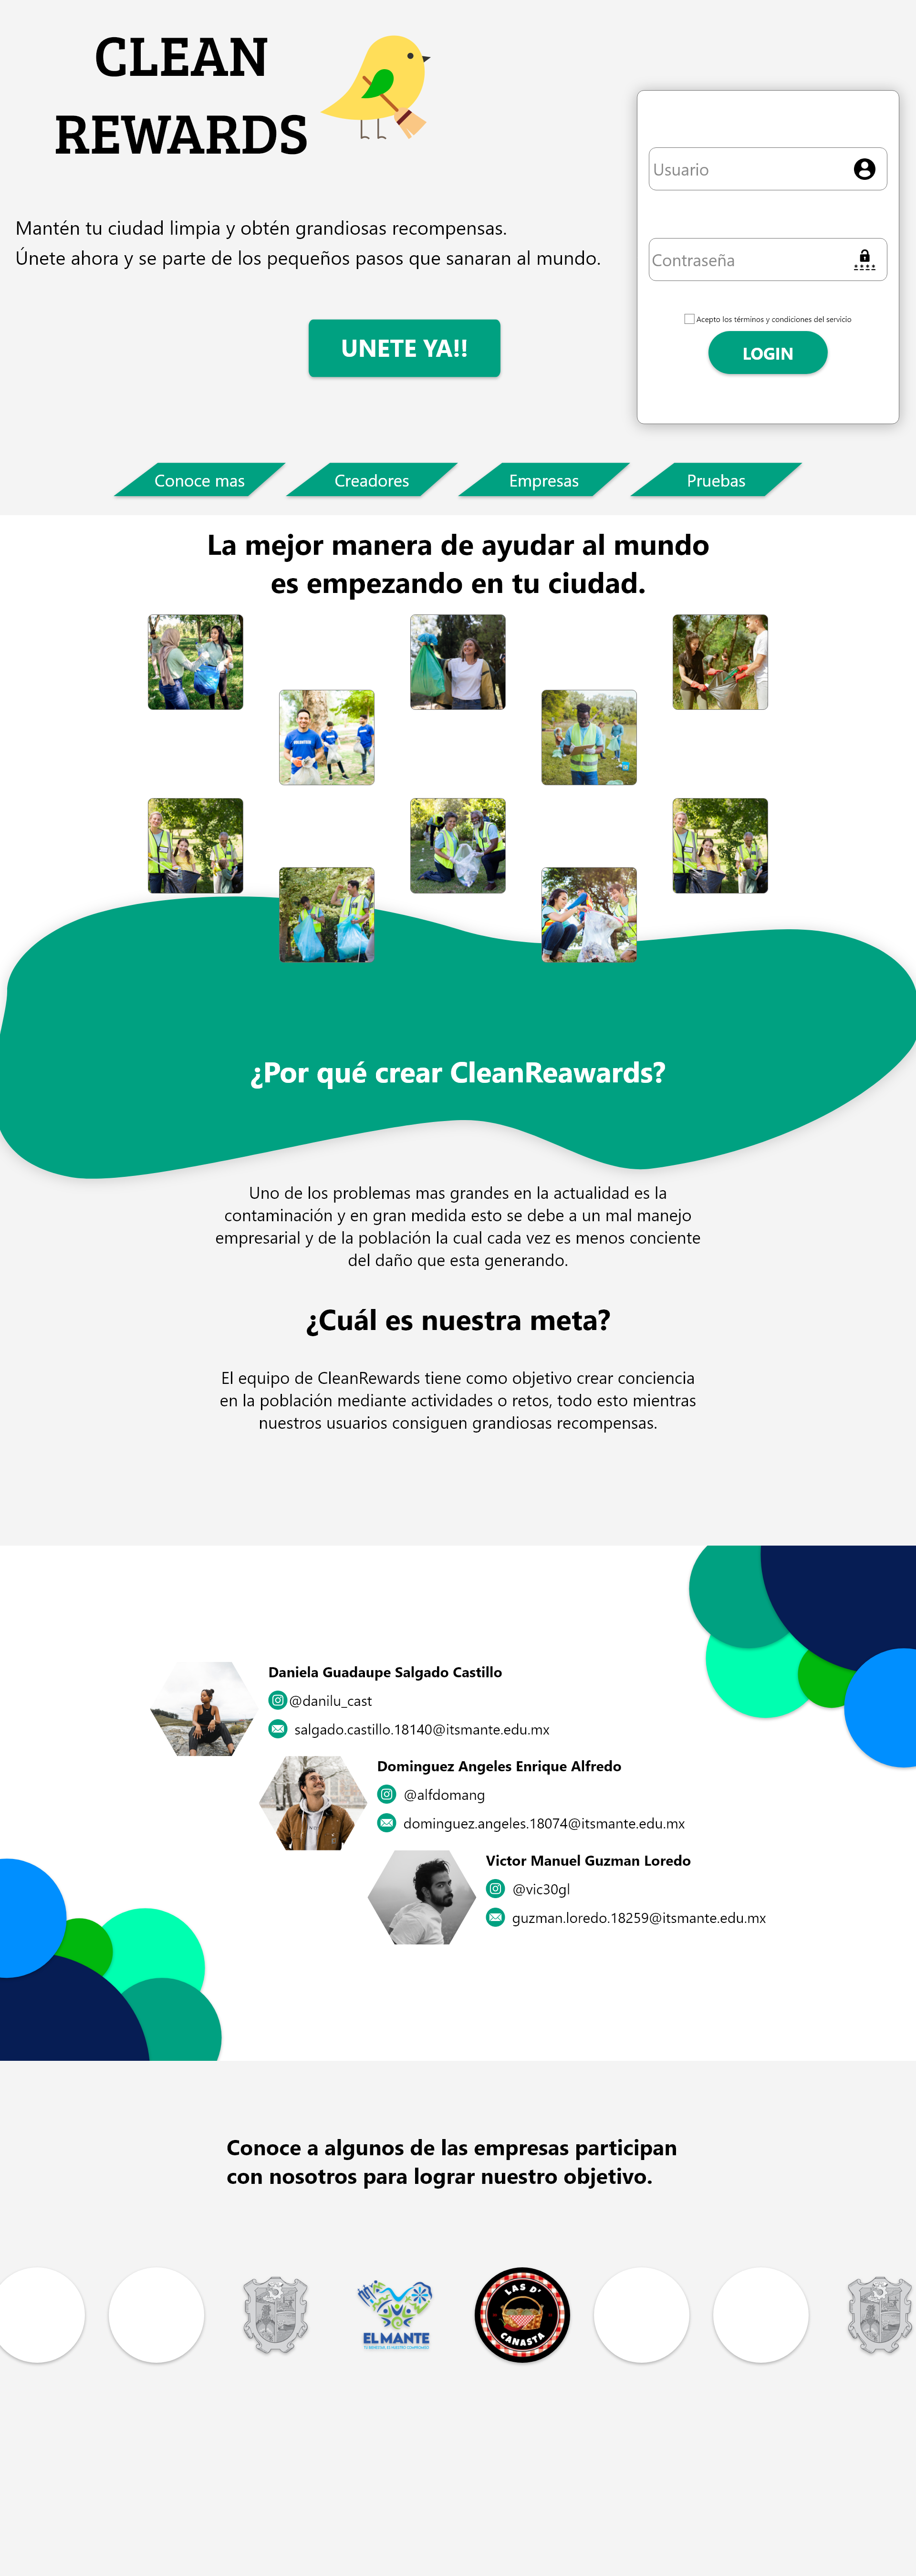 CLEAN
REWARDS
Mantén tu ciudad limpia y obtén grandiosas recompensas.
Únete ahora y se parte de los pequeños pasos que sanaran al mundo.
UNETE YA!!
Usuario
Contraseña
Acepto los términos y condiciones del servicio
LOGIN
Conoce mas
Creadores
Empresas
Pruebas
La mejor manera de ayudar al mundo
es empezando en tu ciudad.
¿Por qué crear CleanReawards?
Uno de los problemas mas grandes en la actualidad es la
contaminación y en gran medida esto se debe a un mal manejo
empresarial y de la población la cual cada vez es menos conciente
del daño que esta generando.
¿Cuál es nuestra meta?
El equipo de CleanRewards tiene como objetivo crear conciencia
en la población mediante actividades o retos, todo esto mientras
nuestros usuarios consiguen grandiosas recompensas.
Daniela Guadaupe Salgado Castillo
@danilu_cast
salgado.castillo.18140@itsmante.edu.mx
Dominguez Angeles Enrique Alfredo
@alfdomang
dominguez.angeles.18074@itsmante.edu.mx
Victor Manuel Guzman Loredo
@vic30gl
guzman.loredo.18259@itsmante.edu.mx
Conoce a algunos de las empresas participan
con nosotros para lograr nuestro objetivo.
EL MANTE
LAS D'
CANASTA